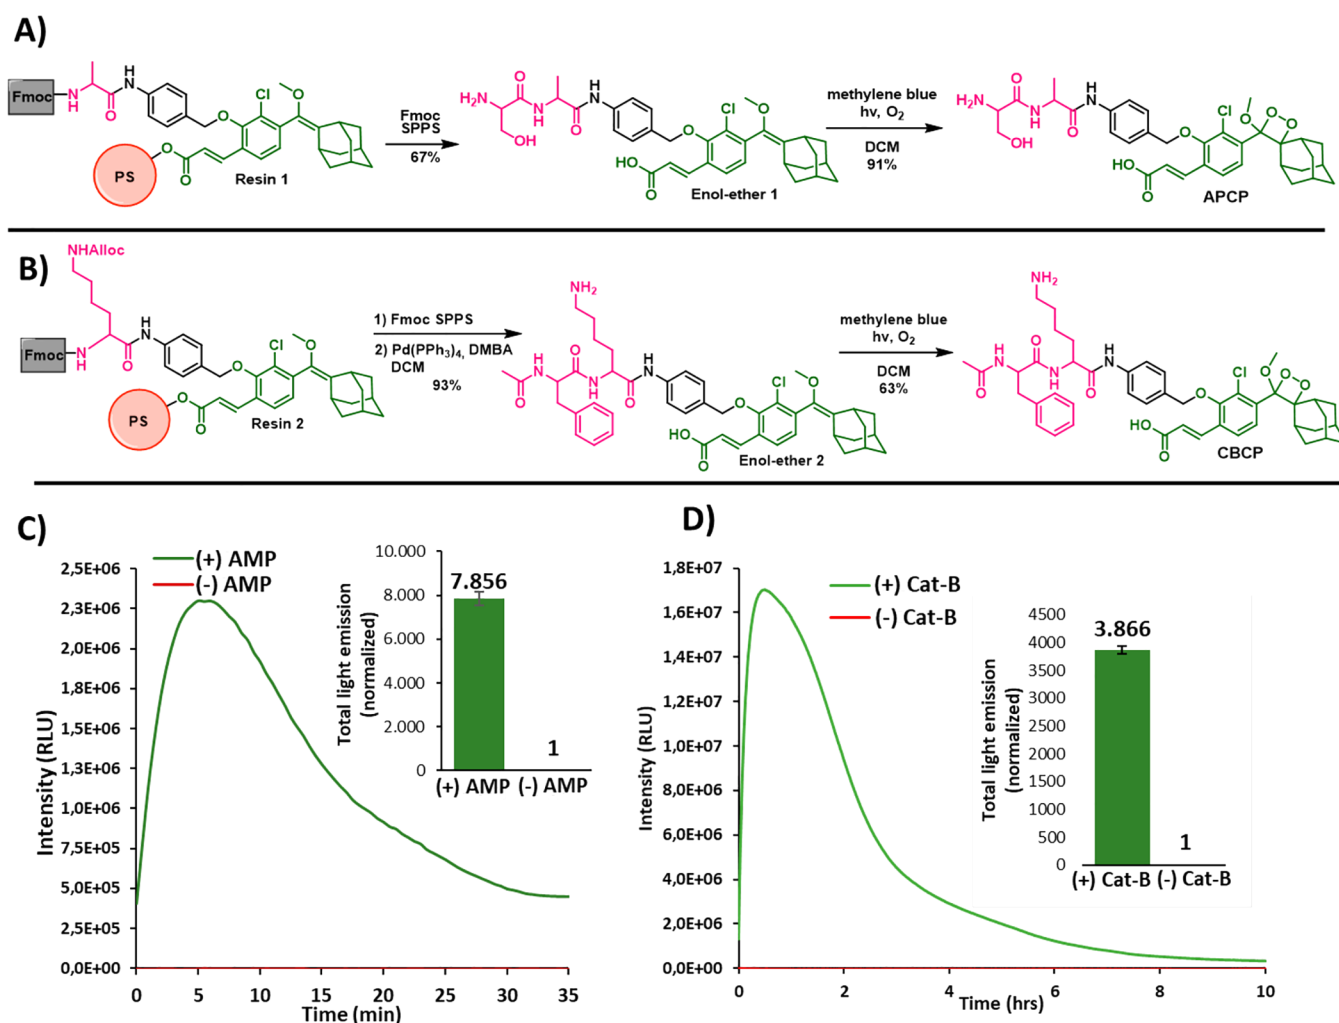 A)
Fmoc
N
H
O
H
N
O
Cl
O
O
O
PS
Resin 1
Fmoc
SPPS
67%
H2N
O
OH
N
H
O
H
N
O
Cl
O
HO
O
Enol-ether 1
methylene blue
hv, O2
DCM
91%
H2N
O
OH
N
H
O
H
N
O
Cl
O
O
O
HO
O
APCP
B)
NHAlloc
Fmoc
NH
O
H
N
O
Cl
O
O
O
PS
Resin 2
1) Fmoc SPPS
2) Pd(PPh3)4, DMBA
DCM
93%
NH2
O
H
N
O
N
H
O
H
N
O
Cl
O
HO
O
Enol-ether 2
methylene blue
hv, O2
DCM
63%
NH2
O
H
N
O
N
H
O
H
N
O
Cl
O
O
O
HO
O
CBCP
C)
(+) AMP
(-) AMP
Intensity (RLU)
2,5E+06
2,3E+06
2,0E+06
1,8E+06
1,5E+06
1,3E+06
1,0E+06
7,5E+05
5,0E+05
2,5E+05
0,0E+00
0 5 10 15 20 25 30 35
Time (min)
Total light emission
(normalized)
10.000
8.000
6.000
4.000
2.000
0
7.856
1
(+) AMP (-) AMP
D)
(+) Cat-B
(-) Cat-B
Intensity (RLU)
1,8E+07
1,6E+07
1,4E+07
1,2E+07
1,0E+07
8,0E+06
6,0E+06
4,0E+06
2,0E+06
0,0E+00
0 2 4 6 8 10
Time (hrs)
Total light emission
(normalized)
4500
4000
3500
3000
2500
2000
1500
1000
500
0
3.866
1
(+) Cat-B (-) Cat-B